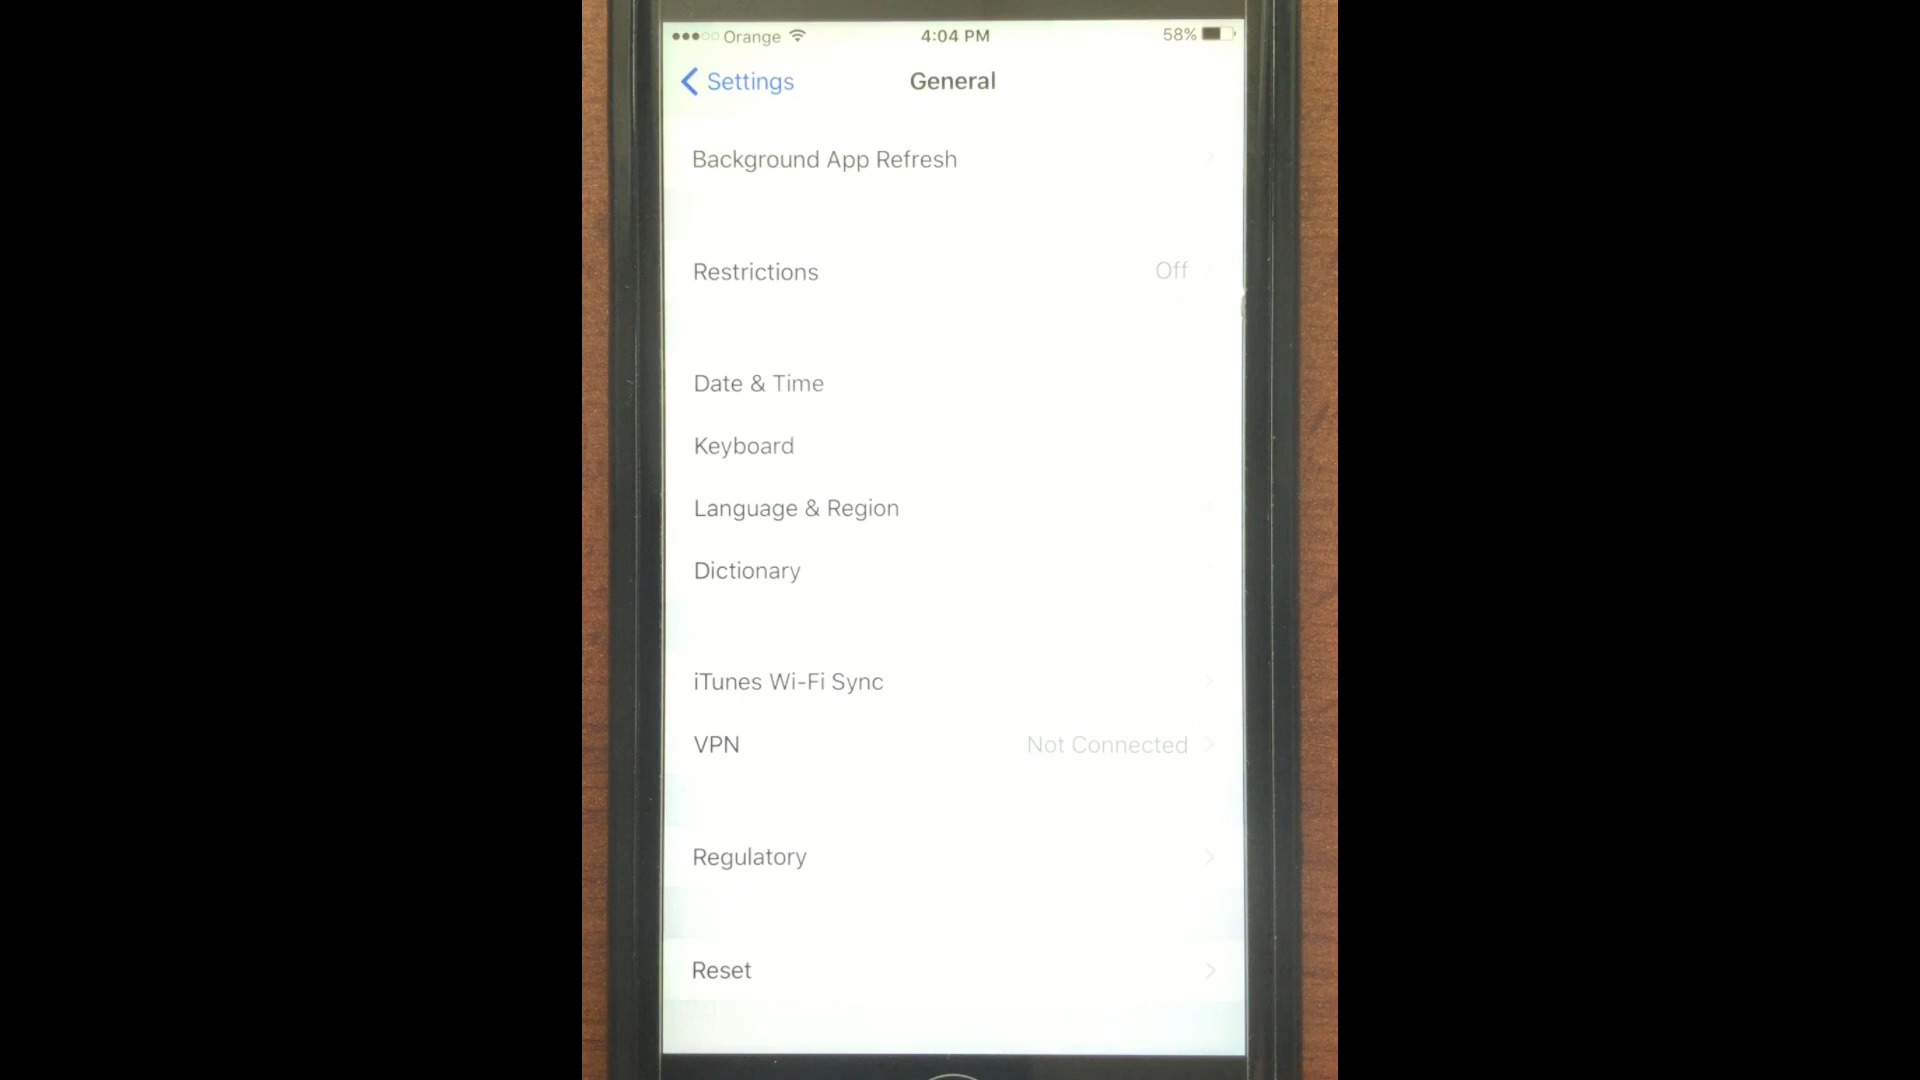 Orange 4:04 PM 58%
Settings General
Background App Refresh
Restrictions Off
Date & Time
Keyboard
Language & Region
Dictionary
iTunes Wi-Fi Sync
VPN Not Connected
Regulatory
Reset